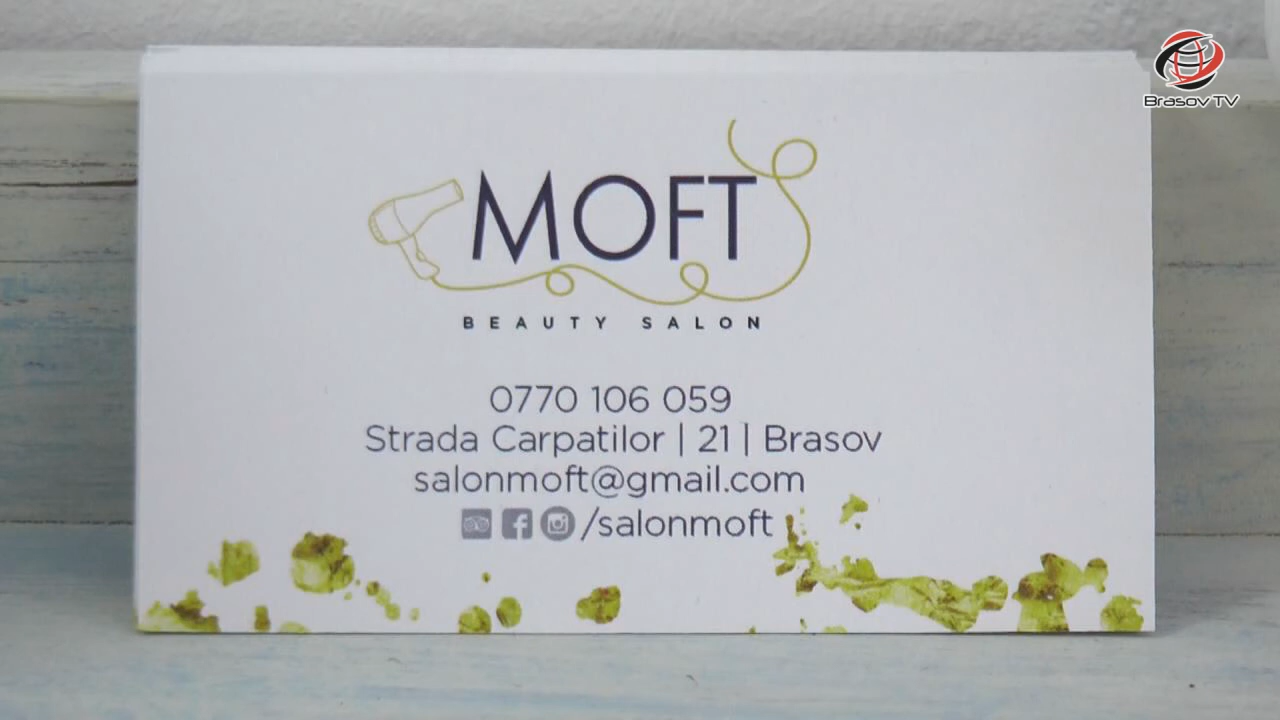 Brasov TV
MOFT
BEAUTY SALON
0770 106 059
Strada Carpatilor | 21 | Brasov
salonmoft@gmail.com
/salonmoft